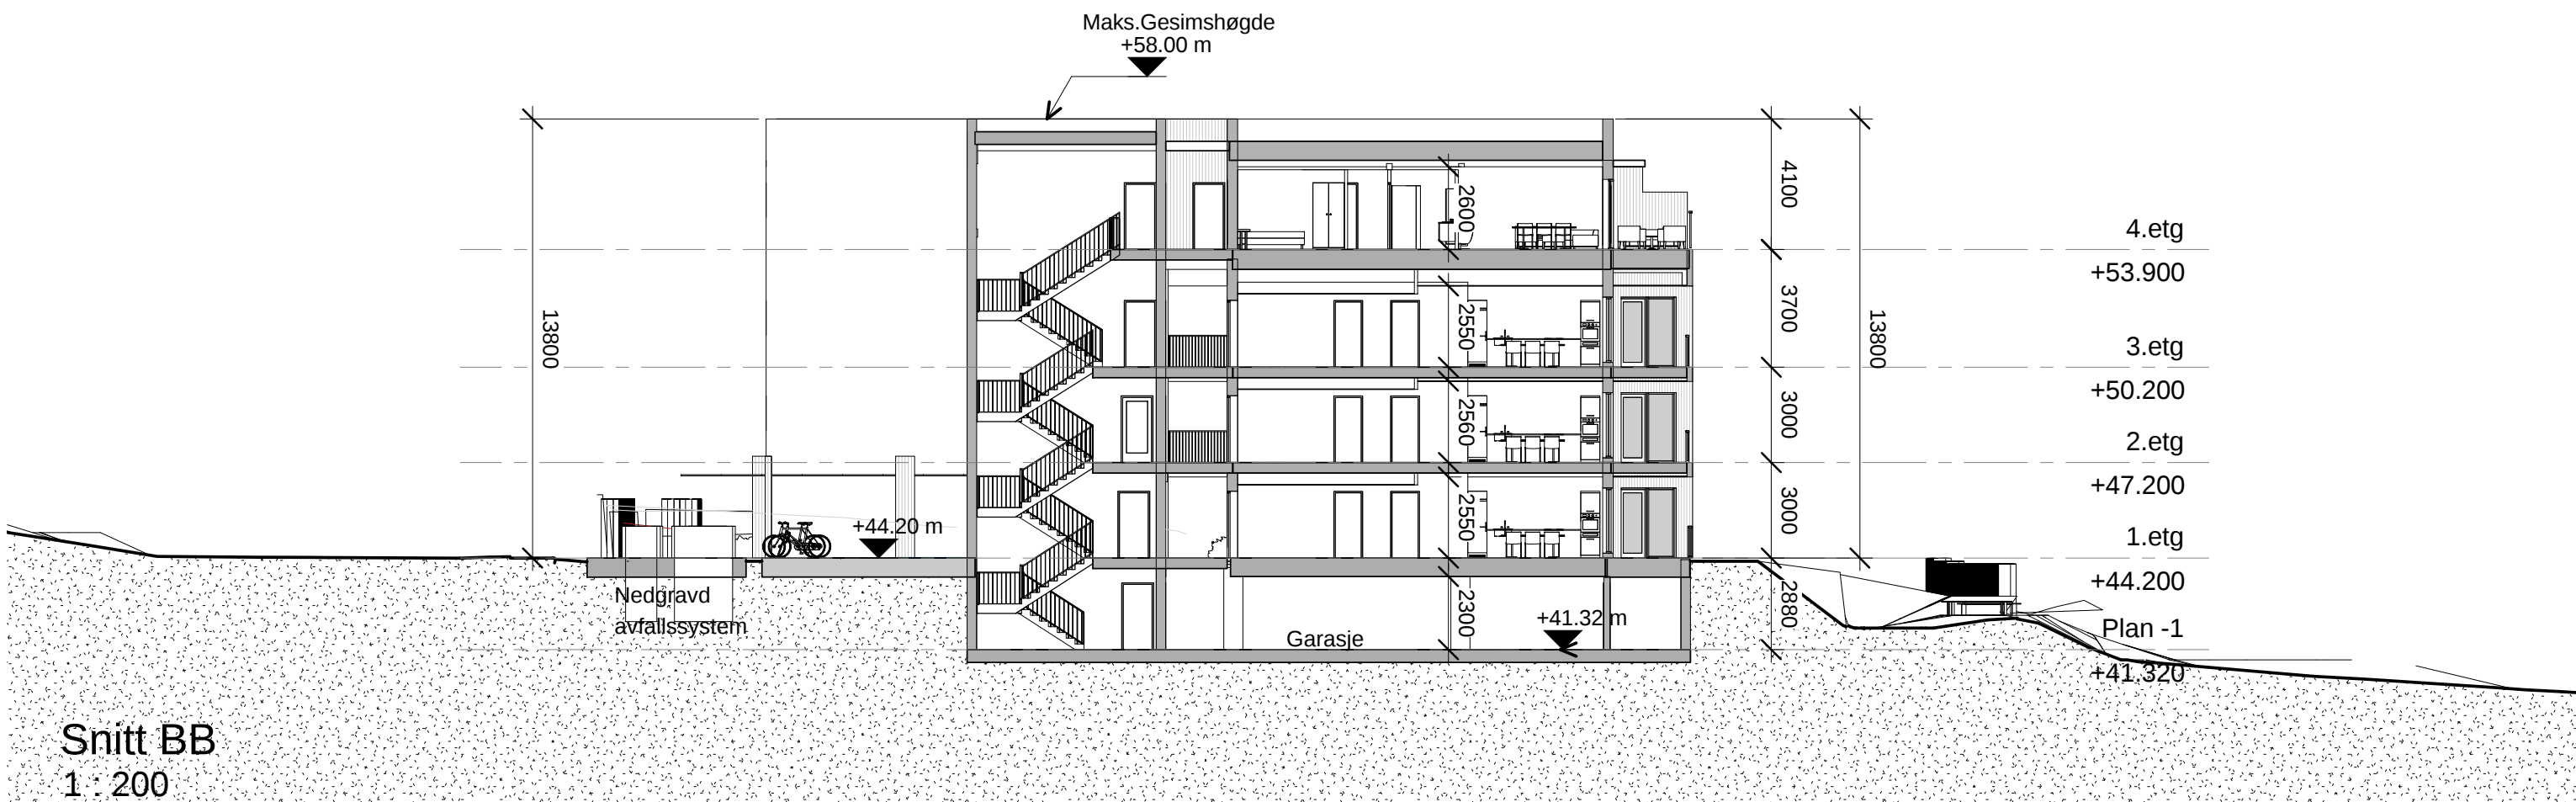 Maks.Gesimshøgde
+58.00 m
4100
2600
4.etg
+53.900
13800
3700
2550
13800
3.etg
+50.200
3000
2560
2.etg
+47.200
3000
2550
+44.20 m
1.etg
+44.200
Nedgravd
avfallssystem
2880
2300
+41.32 m
Garasje
Plan -1
+41.320
Snitt BB
1 : 200